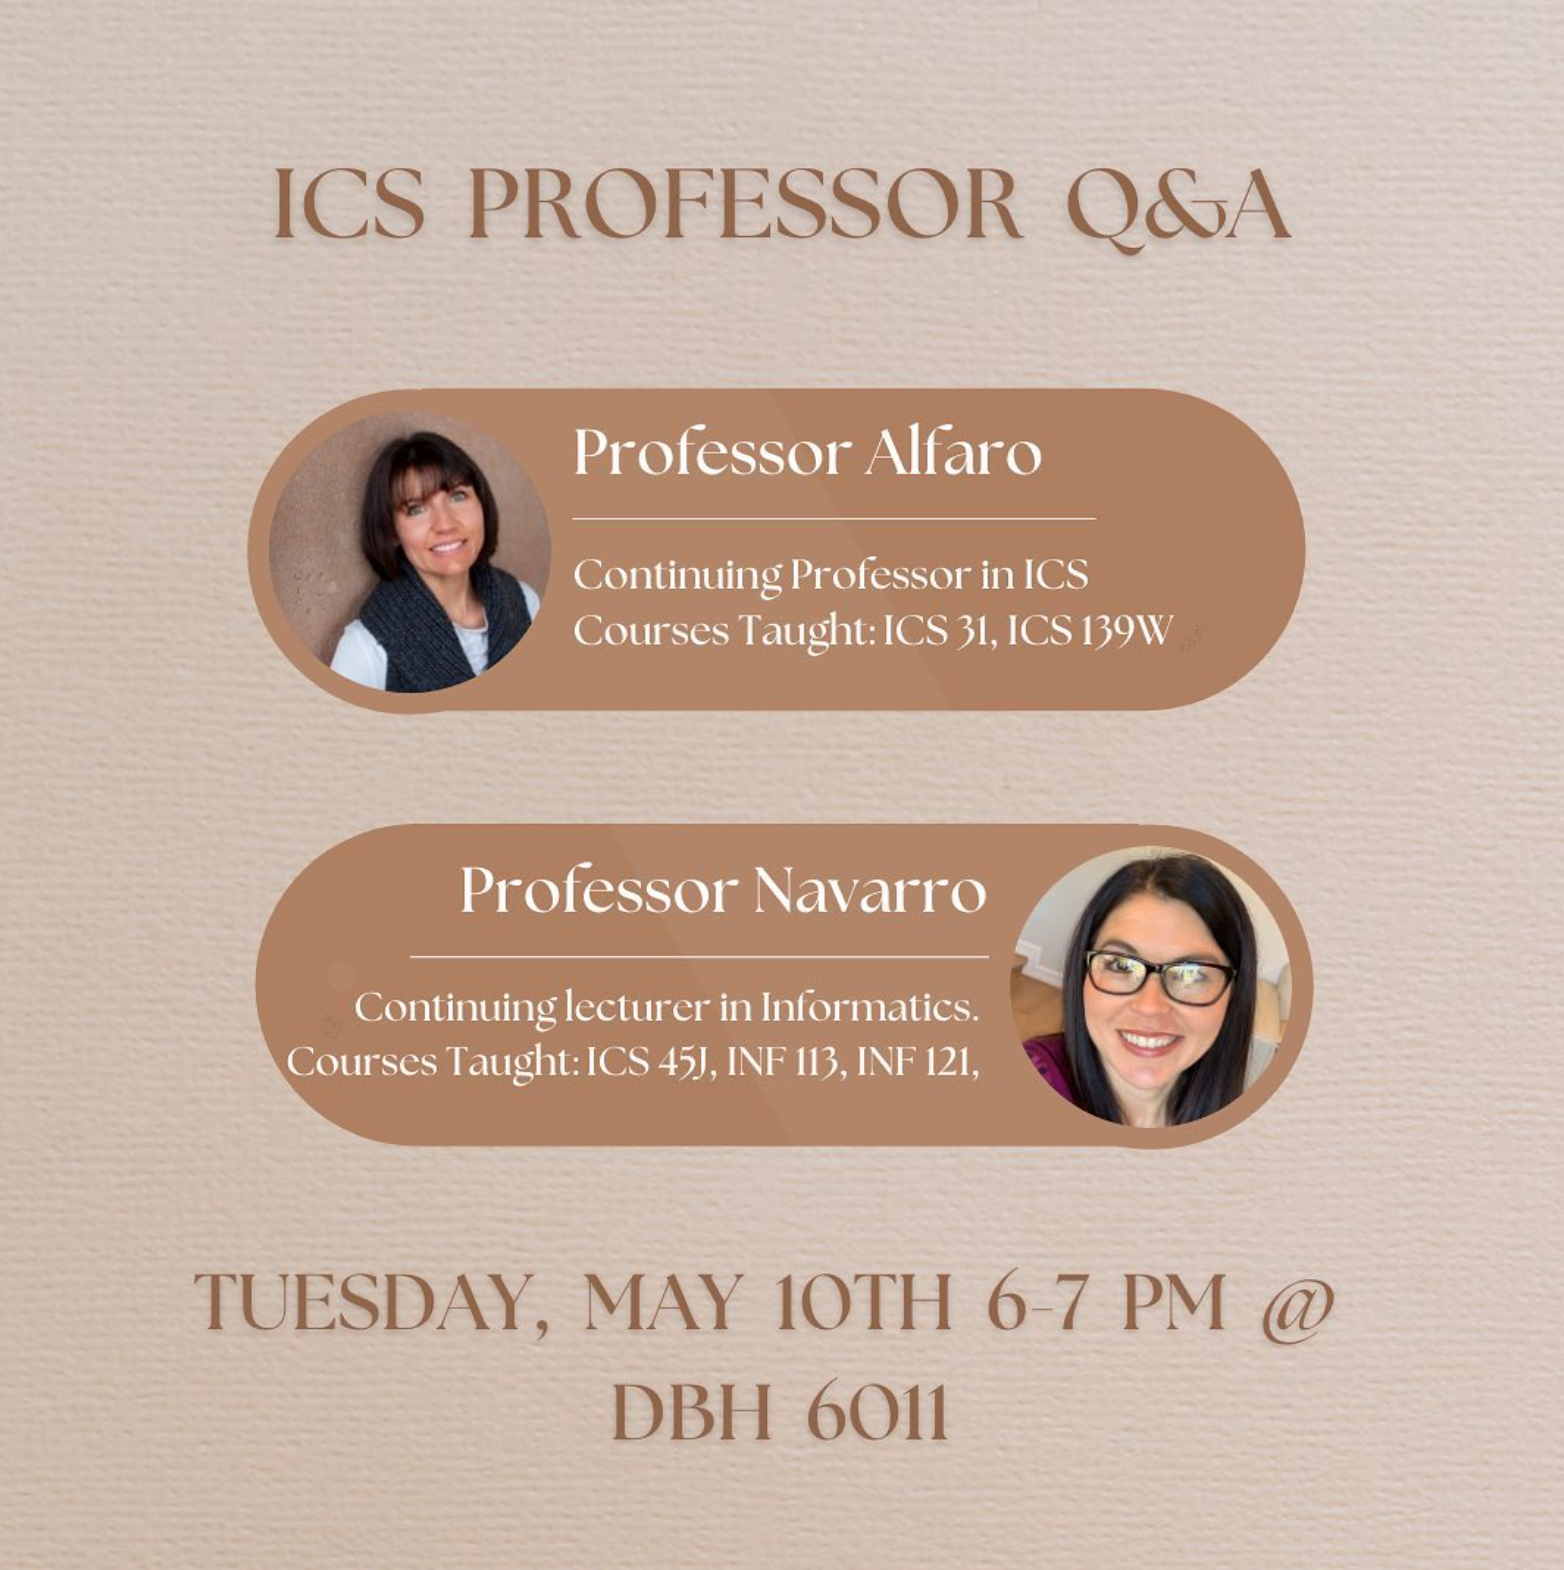 ICS PROFESSOR Q&A
Professor Alfaro
Continuing Professor in ICS
Courses Taught: ICS 31, ICS 139W
Professor Navarro
Continuing lecturer in Informatics.
Courses Taught: ICS 45J, INF 113, INF 121,
TUESDAY, MAY 10TH 6-7 PM @
DBH 6011